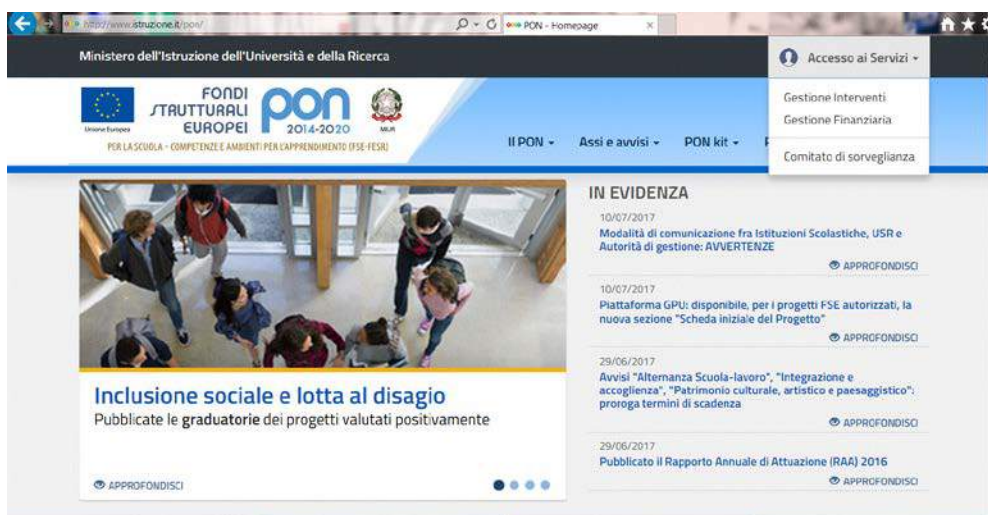 http://www.istruzione.it/pon/
PON - Homepage
Ministero dell'Istruzione dell'Università e della Ricerca
Accesso ai Servizi
Gestione Interventi
Gestione Finanziaria
Comitato di sorveglianza
Unione Europea
FONDI
STRUTTURALI
EUROPEI
pon
2014-2020
MIUR
PER LA SCUOLA - COMPETENZE E AMBIENTI PER L'APPRENDIMENTO (FSE-FESR)
Il PON
Assi e avvisi
PON kit
Inclusione sociale e lotta al disagio
Pubblicate le graduatorie dei progetti valutati positivamente
APPROFONDISCI
IN EVIDENZA
10/07/2017
Modalità di comunicazione fra Istituzioni Scolastiche, USR e
Autorità di gestione: AVVERTENZE
APPROFONDISCI
10/07/2017
Piattaforma GPU: disponibile, per i progetti FSE autorizzati, la
nuova sezione "Scheda iniziale del Progetto"
APPROFONDISCI
29/06/2017
Avvisi "Alternanza Scuola-lavoro", "Integrazione e
accoglienza", "Patrimonio culturale, artistico e paesaggistico":
proroga termini di scadenza
APPROFONDISCI
29/06/2017
Pubblicato il Rapporto Annuale di Attuazione (RAA) 2016
APPROFONDISCI